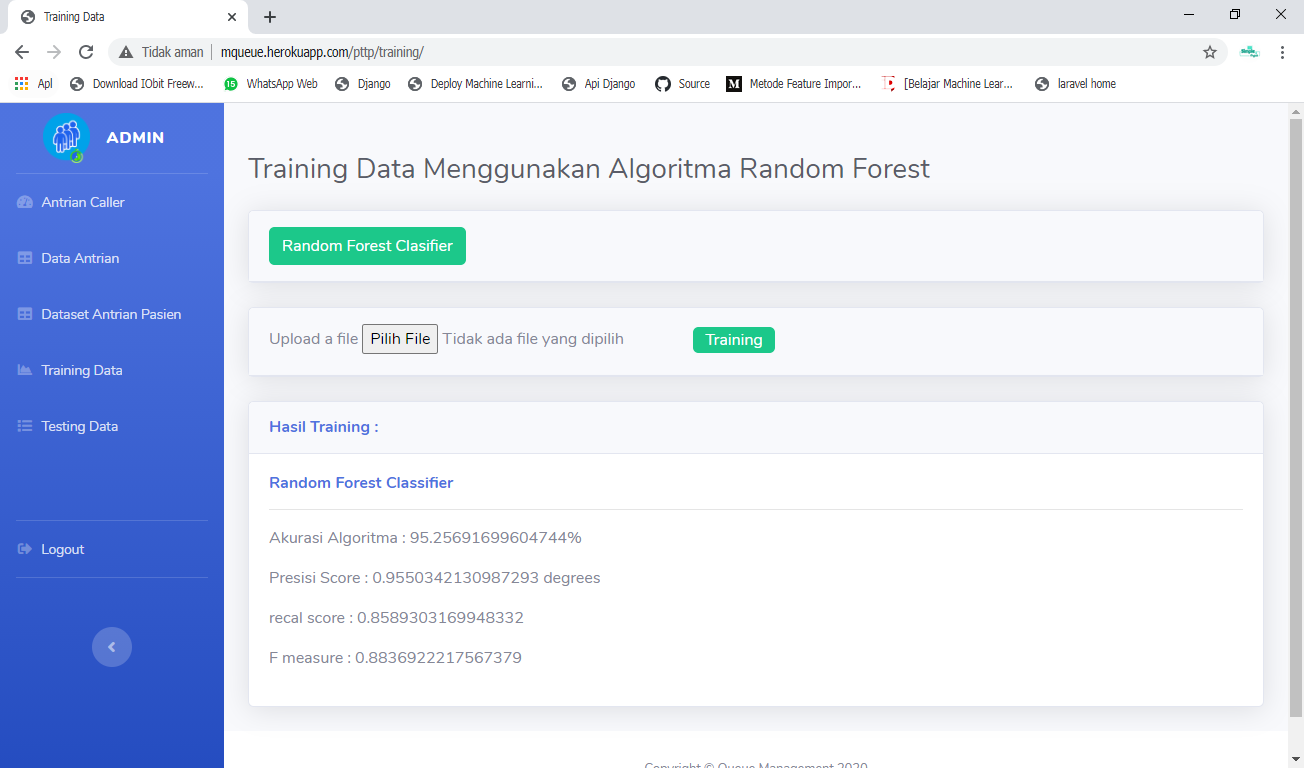 Training Data
Tidak aman
mqueue.herokuapp.com/pttp/training/
Apl
Download IObit Freew...
15
WhatsApp Web
Django
Deploy Machine Learni...
Api Django
Source
M
Metode Feature Impor...
[Belajar Machine Lear...
laravel home
ADMIN
Antrian Caller
Data Antrian
Dataset Antrian Pasien
Training Data
Testing Data
Logout
Training Data Menggunakan Algoritma Random Forest
Random Forest Clasifier
Upload a file Pilih File Tidak ada file yang dipilih Training
Hasil Training :
Random Forest Classifier
Akurasi Algoritma : 95.25691699604744%
Presisi Score : 0.9550342130987293 degrees
recal score : 0.8589303169948332
F measure : 0.8836922217567379
Copyright © Queue Management 2020